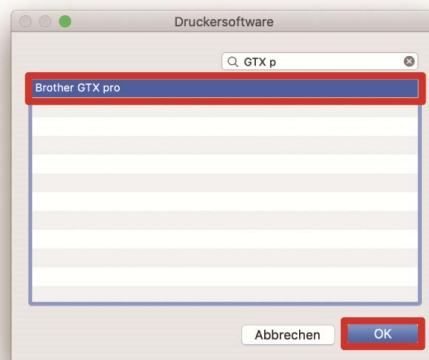 Druckersoftware
GTX p
Brother GTX pro
Abbrechen
OK